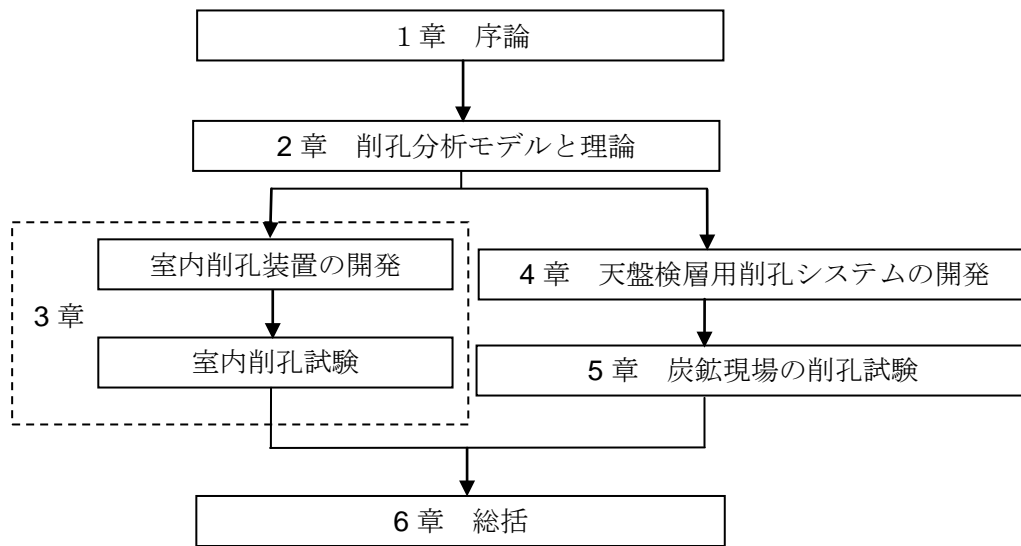 1章 序論
2章 削孔分析モデルと理論
3章
室内削孔装置の開発
室内削孔試験
4章 天盤検層用削孔システムの開発
5章 炭鉱現場の削孔試験
6章 総括